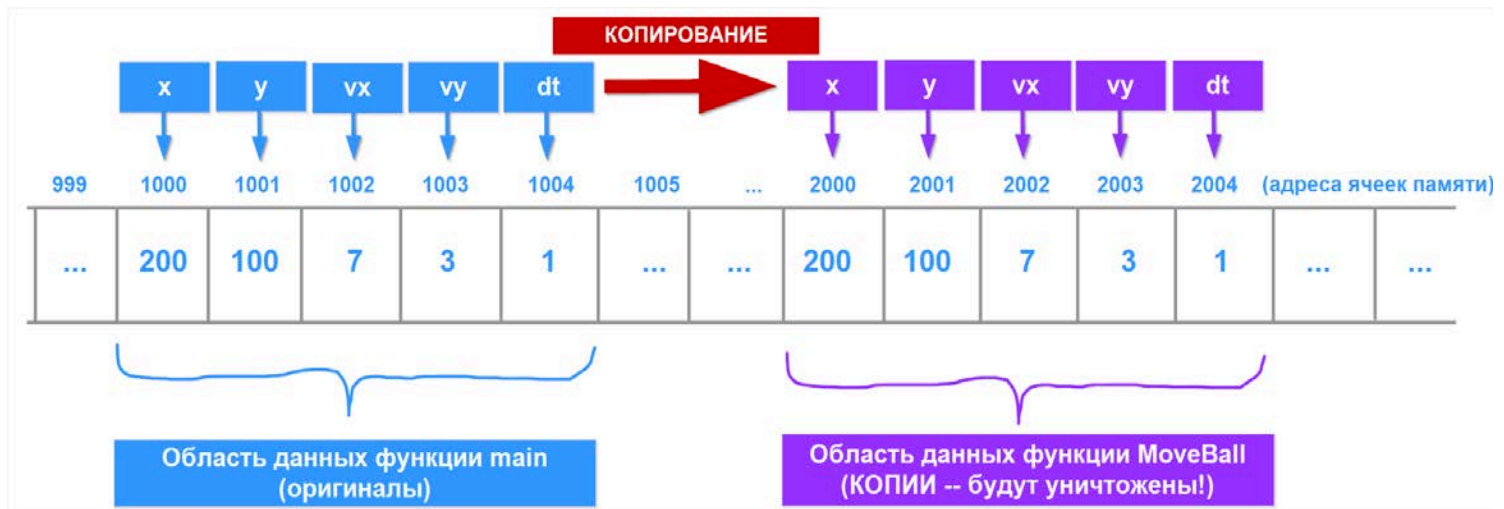 КОПИРОВАНИЕ
x y vx vy dt x y vx vy dt
999 1000 1001 1002 1003 1004 1005 ... 2000 2001 2002 2003 2004 (адреса ячеек памяти)
... 200 100 7 3 1 ... ... 200 100 7 3 1 ... ...
Область данных функции main
(оригиналы)
Область данных функции MoveBall
(КОПИИ -- будут уничтожены!)